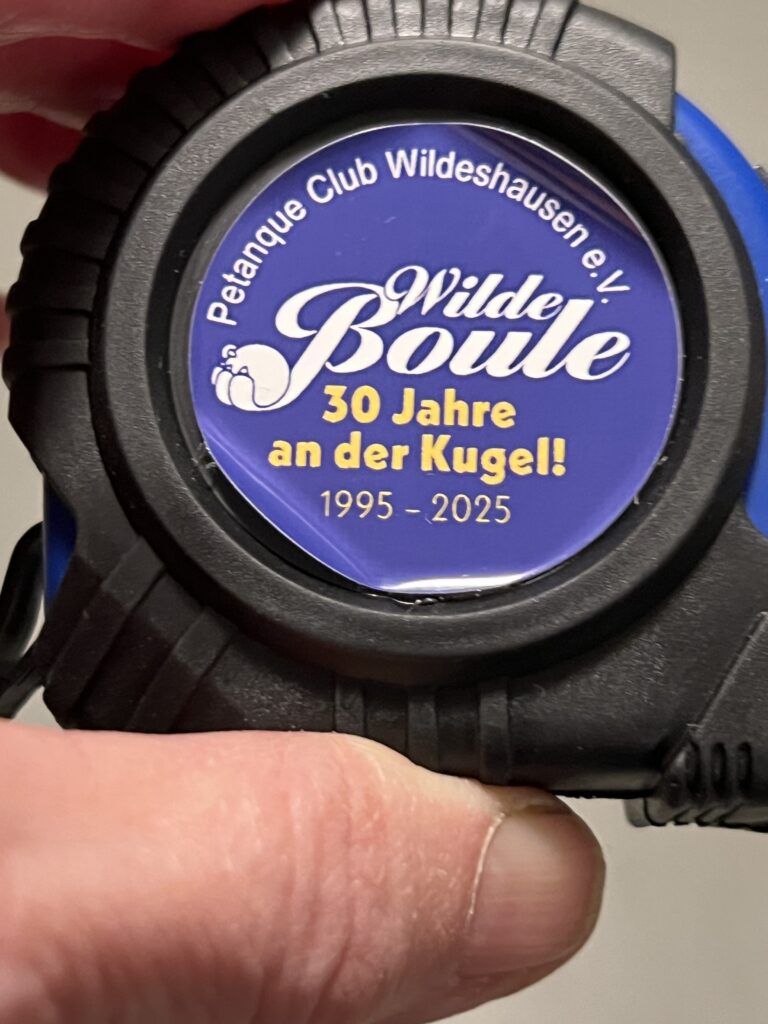 Petanque Club Wildeshausen e.V.
Wilde
Boule
30 Jahre
an der Kugel!
1995 – 2025